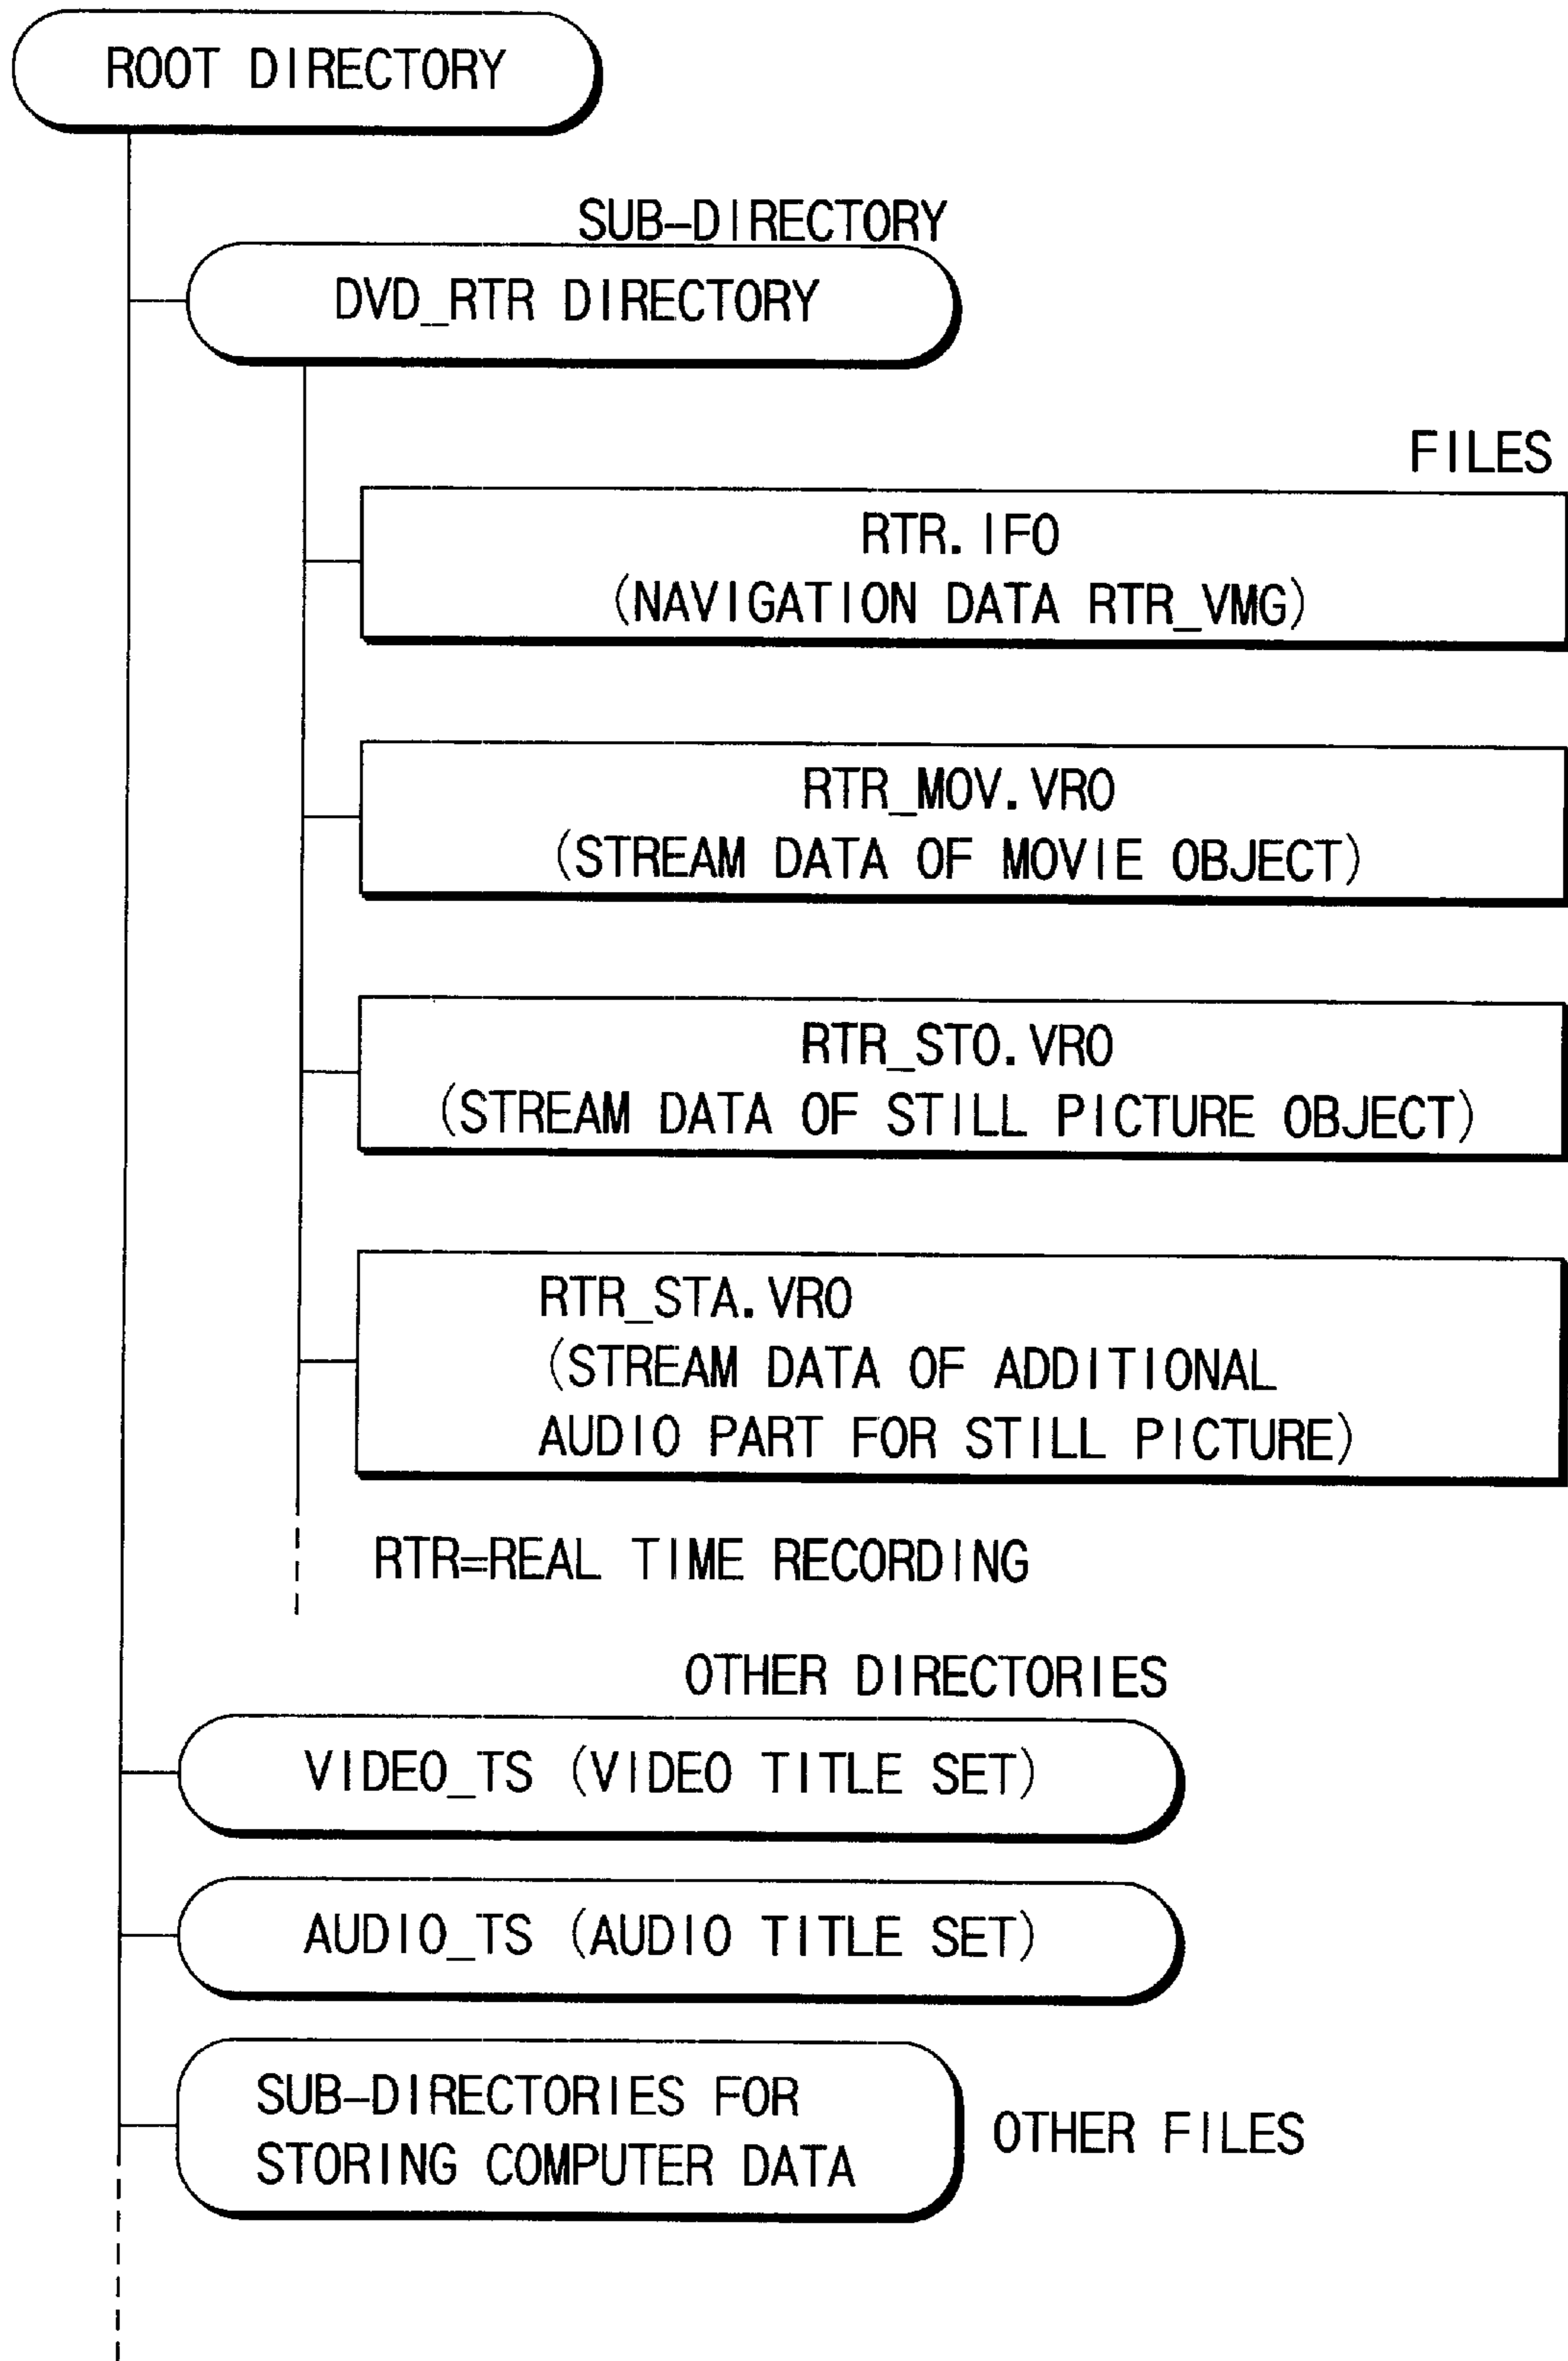 ROOT DIRECTORY
SUB-DIRECTORY
DVD_RTR DIRECTORY
FILES
RTR.IFO
(NAVIGATION DATA RTR_VMG)
RTR_MOV.VRO
(STREAM DATA OF MOVIE OBJECT)
RTR_STO.VRO
(STREAM DATA OF STILL PICTURE OBJECT)
RTR_STA.VRO
(STREAM DATA OF ADDITIONAL
AUDIO PART FOR STILL PICTURE)
RTR=REAL TIME RECORDING
OTHER DIRECTORIES
VIDEO_TS (VIDEO TITLE SET)
AUDIO_TS (AUDIO TITLE SET)
SUB-DIRECTORIES FOR
STORING COMPUTER DATA
OTHER FILES